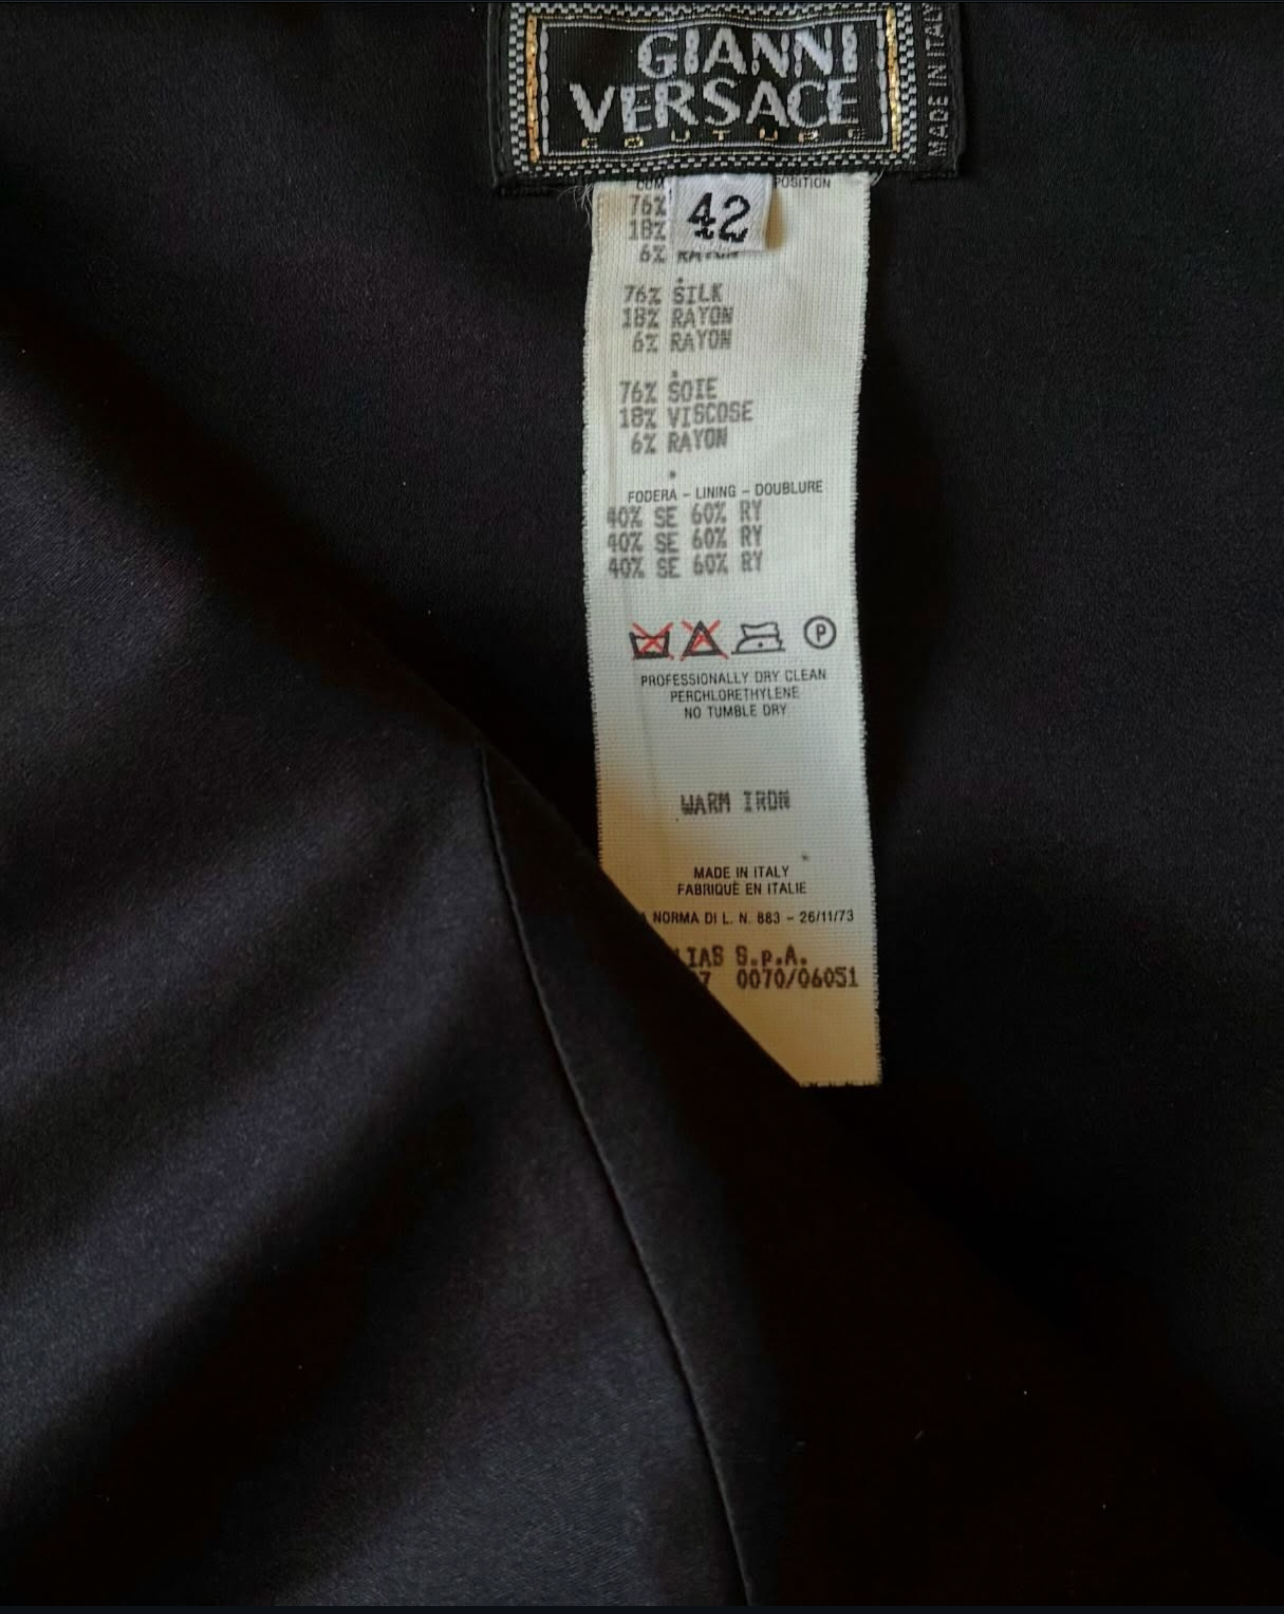 GIANNI
VERSACE
COUTURE
MADE IN ITALY
42
76%
18%
6% RAYON
76% SILK
18% RAYON
6% RAYON
76% SOIE
18% VISCOSE
6% RAYON
FODERA - LINING - DOUBLURE
40% SE 60% RY
40% SE 60% RY
40% SE 60% RY
P
PROFESSIONALLY DRY CLEAN
PERCHLORETHYLENE
NO TUMBLE DRY
WARM IRON
MADE IN ITALY
FABRIQUÈ EN ITALIE
A NORMA DI L. N. 883 - 26/11/73
IAS S.p.A.
7 0070/06051